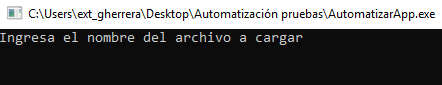 C:\Users\ext_gherrera\Desktop\Automatización pruebas\AutomatizarApp.exe
Ingresa el nombre del archivo a cargar